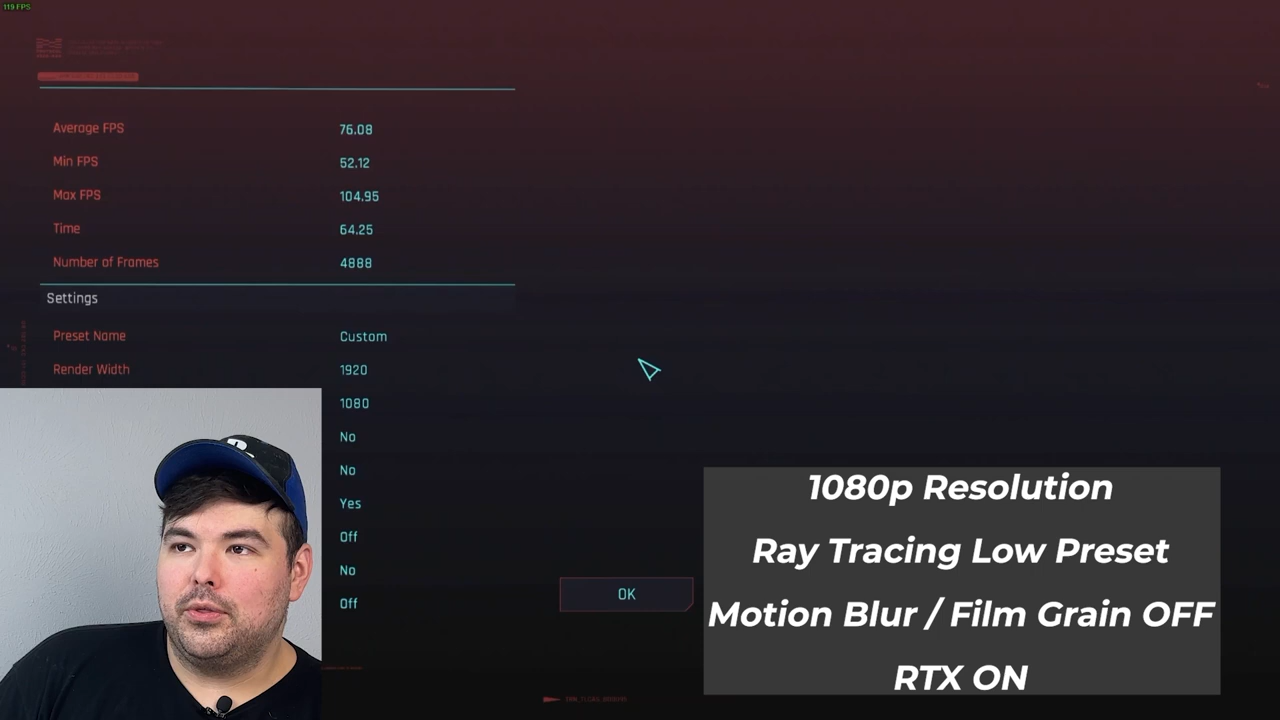 119 FPS
Average FPS 76.08
Min FPS 52.12
Max FPS 104.95
Time 64.25
Number of Frames 4888
Settings
Preset Name Custom
Render Width 1920
1080
No
No
Yes
Off
No
Off
OK
1080p Resolution
Ray Tracing Low Preset
Motion Blur / Film Grain OFF
RTX ON